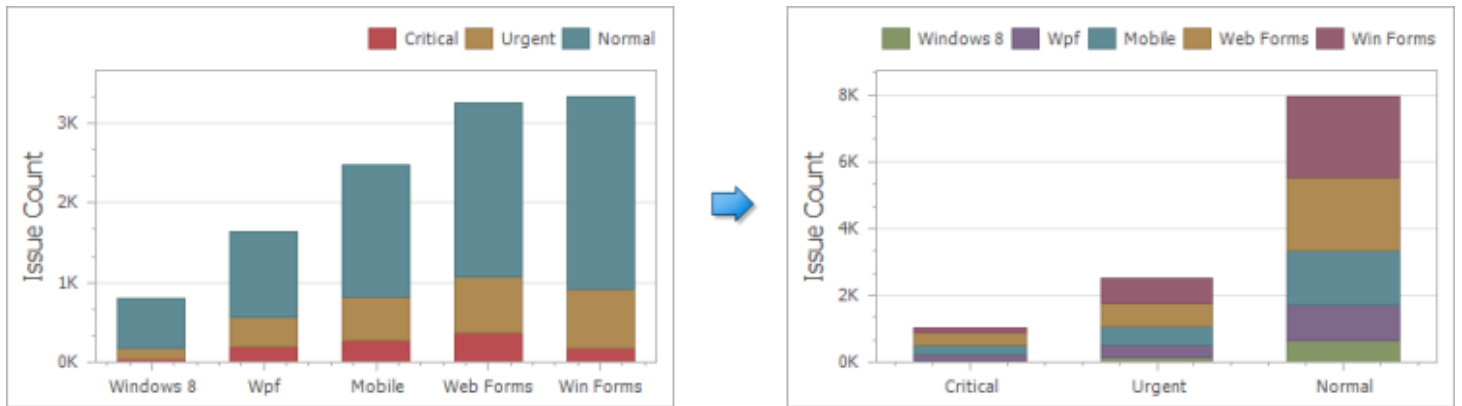 Critical Urgent Normal
3K
2K
1K
0K
Issue Count
Windows 8 Wpf Mobile Web Forms Win Forms
Windows 8 Wpf Mobile Web Forms Win Forms
8K
6K
4K
2K
0K
Issue Count
Critical Urgent Normal